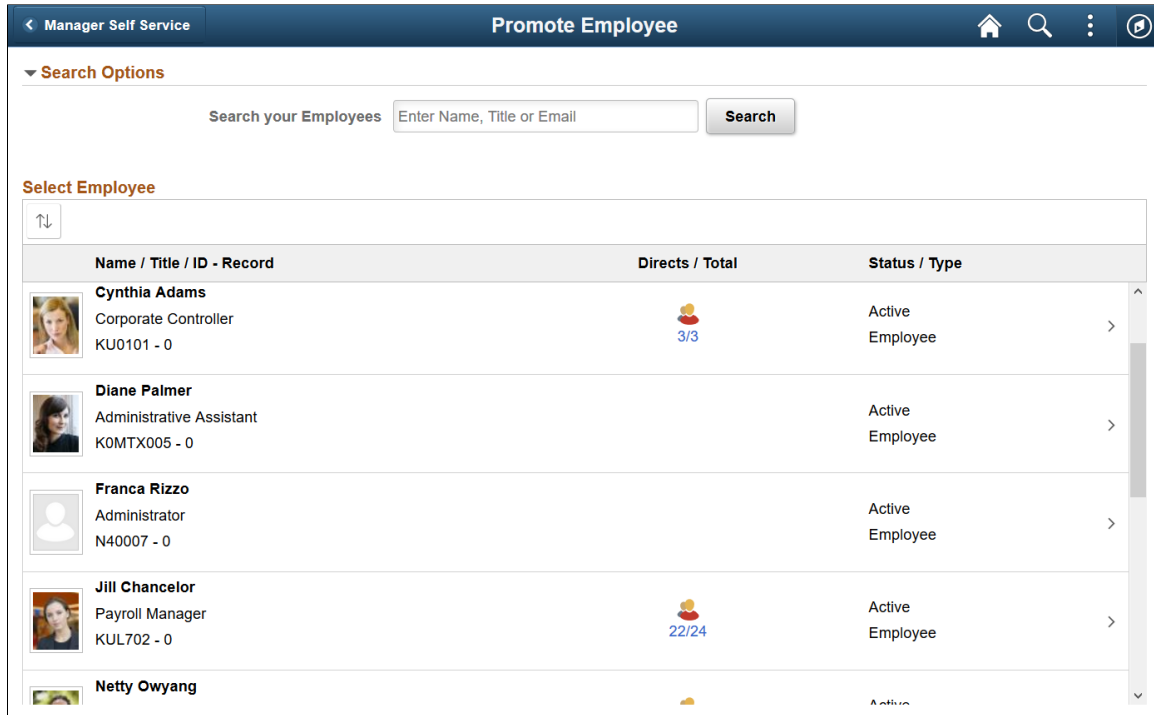 Manager Self Service
Promote Employee
Search Options
Search your Employees Enter Name, Title or Email Search
Select Employee
Name / Title / ID - Record Directs / Total Status / Type
Cynthia Adams
Corporate Controller
KU0101 - 0
3/3
Active
Employee
Diane Palmer
Administrative Assistant
K0MTX005 - 0
Active
Employee
Franca Rizzo
Administrator
N40007 - 0
Active
Employee
Jill Chancelor
Payroll Manager
KUL702 - 0
22/24
Active
Employee
Netty Owyang
Active